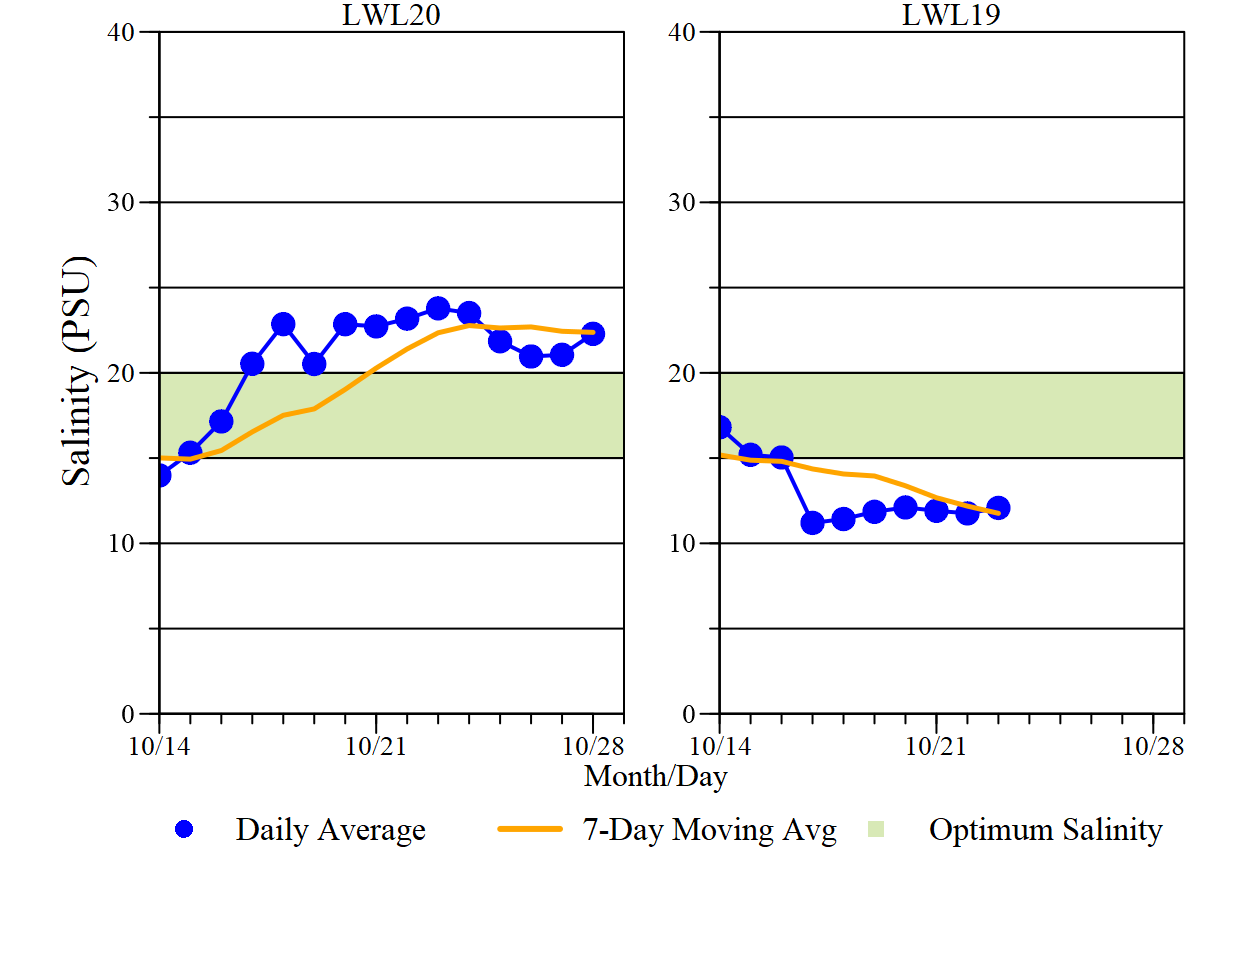 LWL20 LWL19
40 40
30 30
Salinity (PSU)
20 20
10 10
0 0
10/14 10/21 10/28 10/14 10/21 10/28
Month/Day
Daily Average 7-Day Moving Avg Optimum Salinity